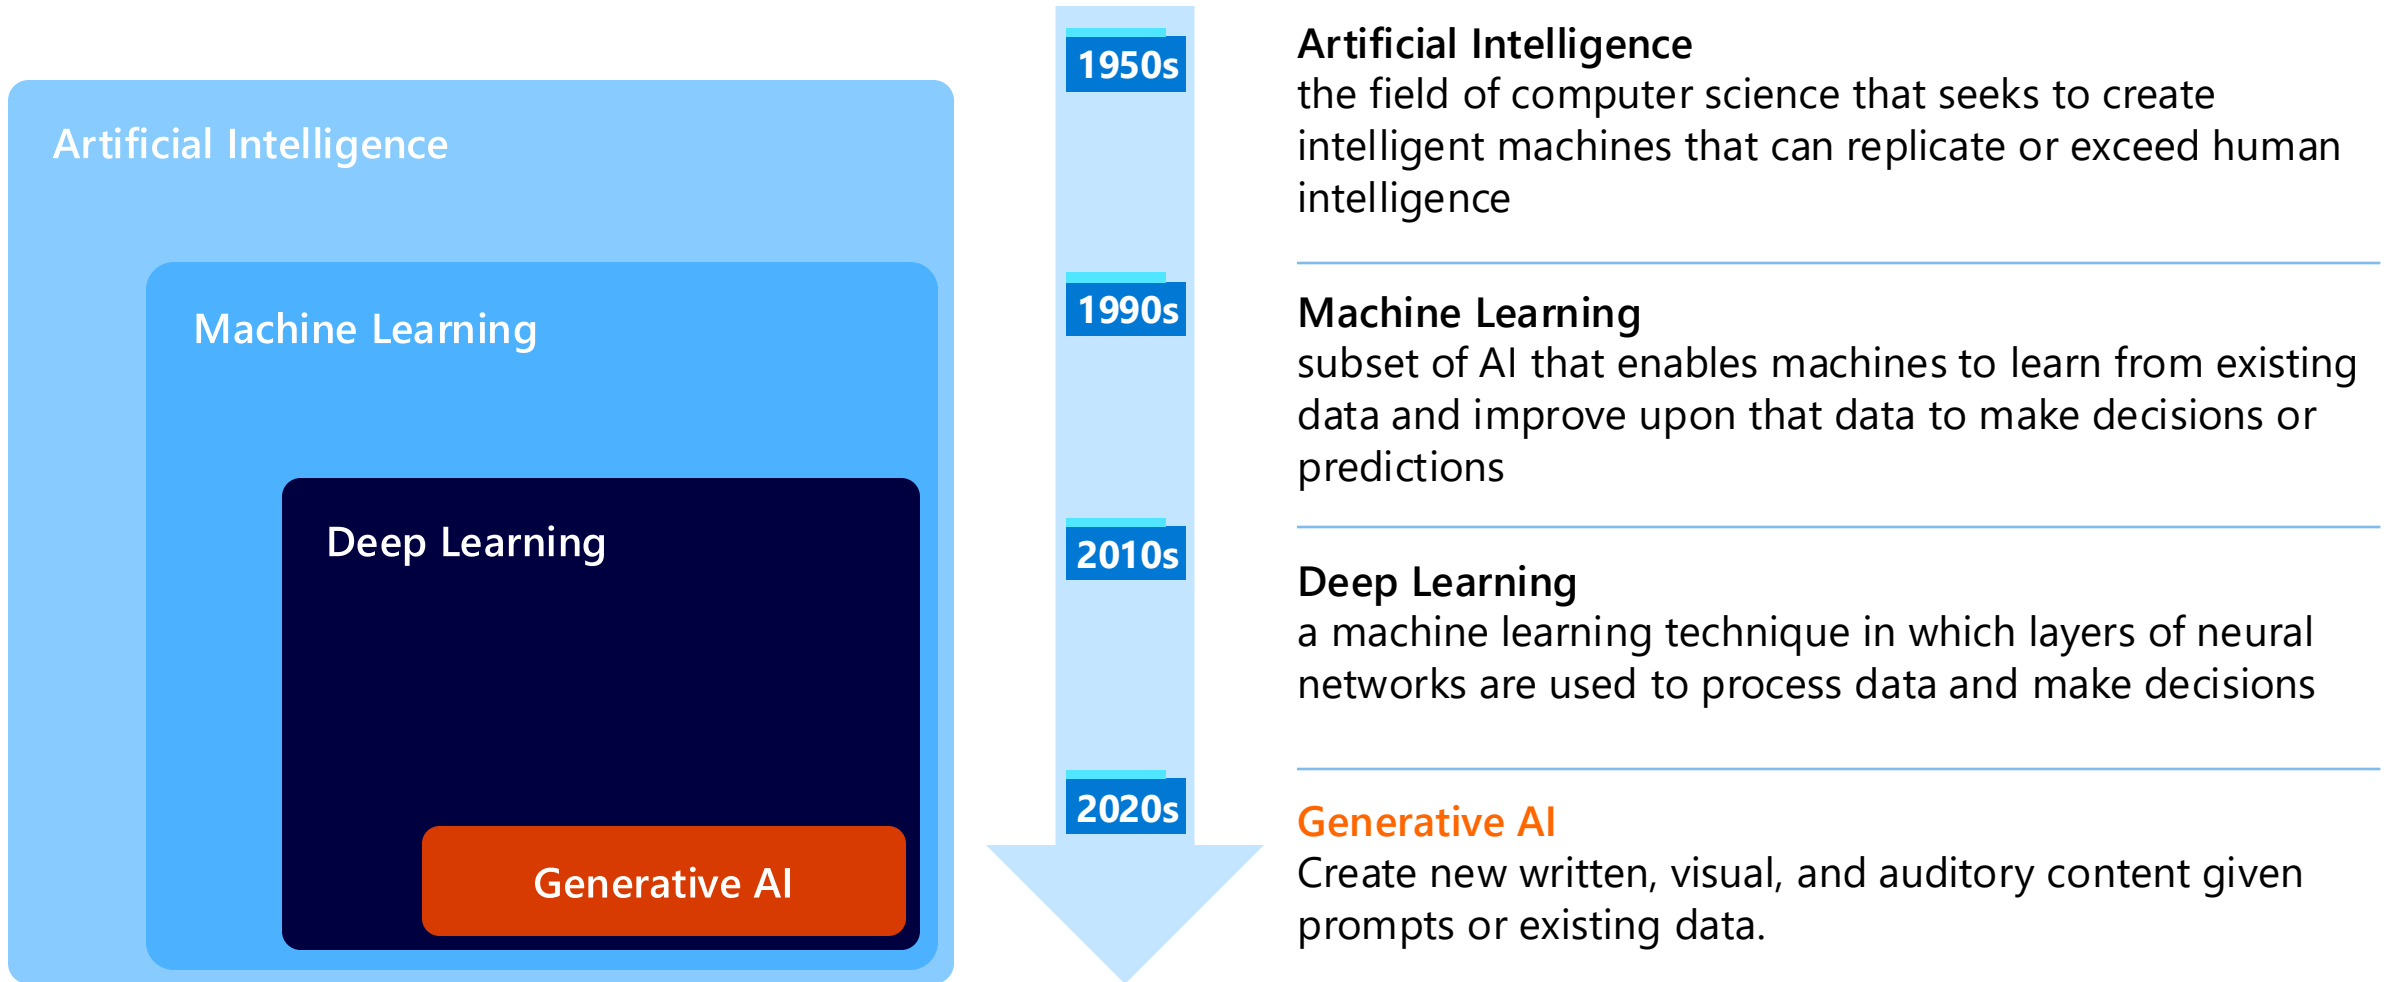 Artificial Intelligence
Machine Learning
Deep Learning
Generative AI
1950s
1990s
2010s
2020s
Artificial Intelligence
the field of computer science that seeks to create
intelligent machines that can replicate or exceed human
intelligence
Machine Learning
subset of AI that enables machines to learn from existing
data and improve upon that data to make decisions or
predictions
Deep Learning
a machine learning technique in which layers of neural
networks are used to process data and make decisions
Generative AI
Create new written, visual, and auditory content given
prompts or existing data.